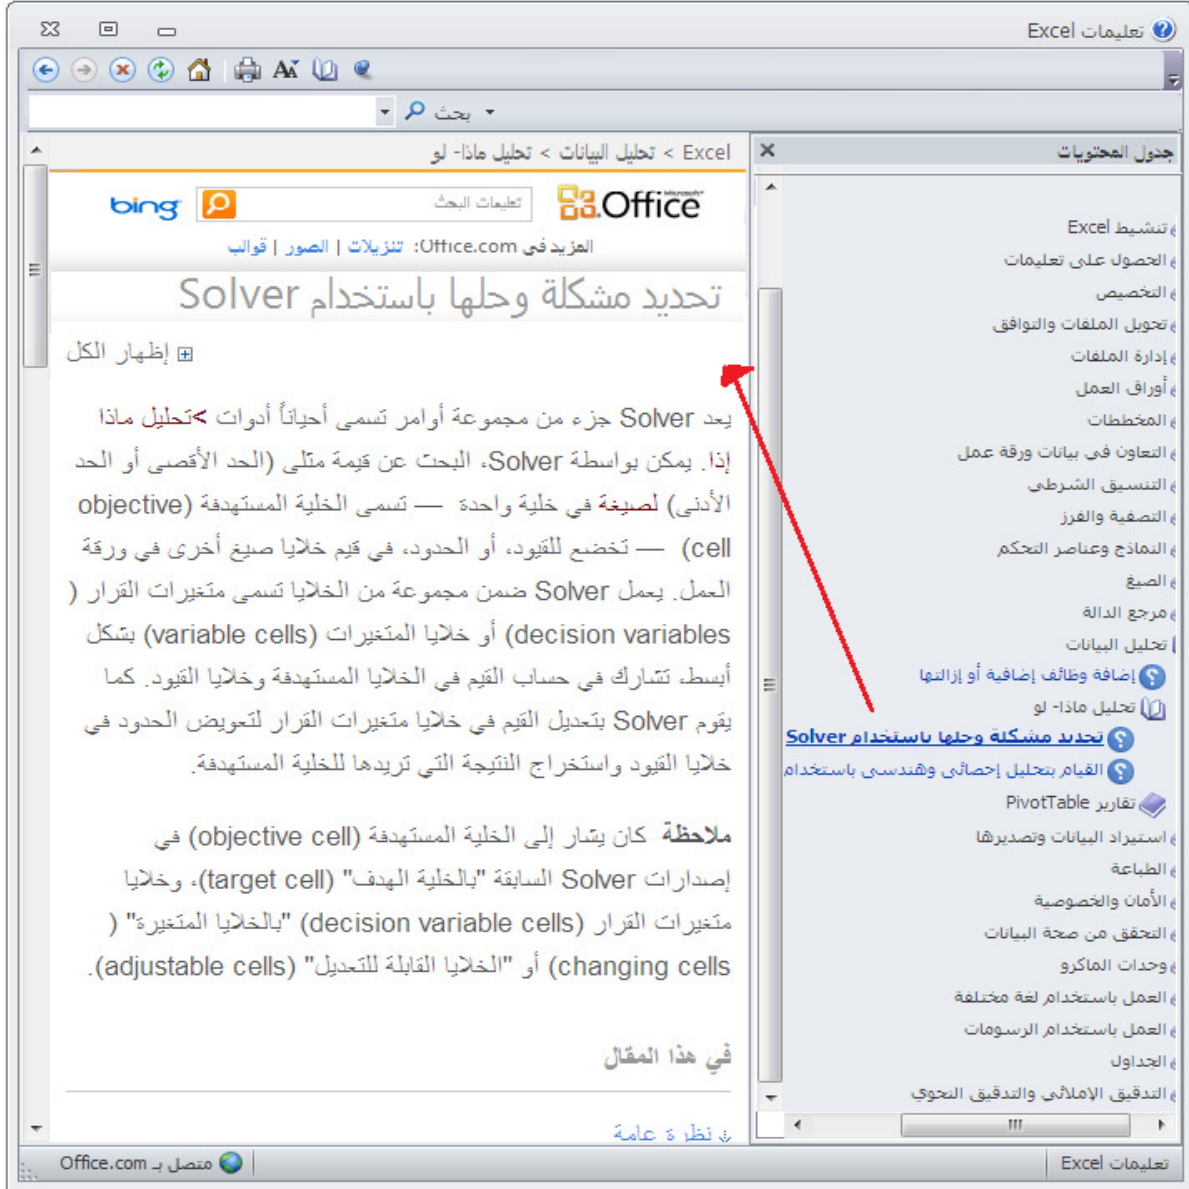 تعليمات Excel
بحث
جدول المحتويات
تنشيط Excel
الحصول على تعليمات
التخصيص
تحويل الملفات والتوافق
إدارة الملفات
أوراق العمل
المخططات
التعاون في بيانات ورقة عمل
التنسيق الشرطي
التصفية والفرز
النماذج وعناصر التحكم
الصيغ
مرجع الدالة
تحليل البيانات
إضافة وظائف إضافية أو إزالتها
تحليل ماذا- لو
تحديد مشكلة وحلها باستخدام Solver
القيام بتحليل إحصائي وهندسي باستخدام
تقارير PivotTable
استيراد البيانات وتصديرها
الطباعة
الأمان والخصوصية
التحقق من صحة البيانات
وحدات الماكرو
العمل باستخدام لغة مختلفة
العمل باستخدام الرسومات
الجداول
التدقيق الإملائي والتدقيق النحوي
Excel > تحليل البيانات > تحليل ماذا- لو
Microsoft Office
تعليمات البحث
bing
المزيد في Office.com: تنزيلات | الصور | قوالب
تحديد مشكلة وحلها باستخدام Solver
إظهار الكل
يعد Solver جزء من مجموعة أوامر تسمى أحياناً أدوات >تحليل ماذا
إذا. يمكن بواسطة Solver، البحث عن قيمة مثلى (الحد الأقصى أو الحد
الأدنى) لصيغة في خلية واحدة — تسمى الخلية المستهدفة (objective
cell) — تخضع للقيود، أو الحدود، في قيم خلايا صيغ أخرى في ورقة
العمل. يعمل Solver ضمن مجموعة من الخلايا تسمى متغيرات القرار (
decision variables) أو خلايا المتغيرات (variable cells) بشكل
أبسط، تشارك في حساب القيم في الخلايا المستهدفة وخلايا القيود. كما
يقوم Solver بتعديل القيم في خلايا متغيرات القرار لتعويض الحدود في
خلايا القيود واستخراج النتيجة التي تريدها للخلية المستهدفة.
ملاحظة كان يشار إلى الخلية المستهدفة (objective cell) في
إصدارات Solver السابقة "بالخلية الهدف" (target cell)، وخلايا
متغيرات القرار (decision variable cells) "بالخلايا المتغيرة" (
changing cells) أو "الخلايا القابلة للتعديل" (adjustable cells).
في هذا المقال
نظرة عامة
تعليمات Excel
متصل بـ Office.com